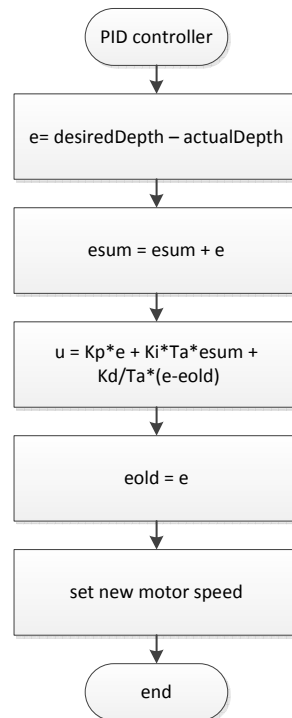 PID controller
e= desiredDepth – actualDepth
esum = esum + e
u = Kp*e + Ki*Ta*esum +
Kd/Ta*(e-eold)
eold = e
set new motor speed
end